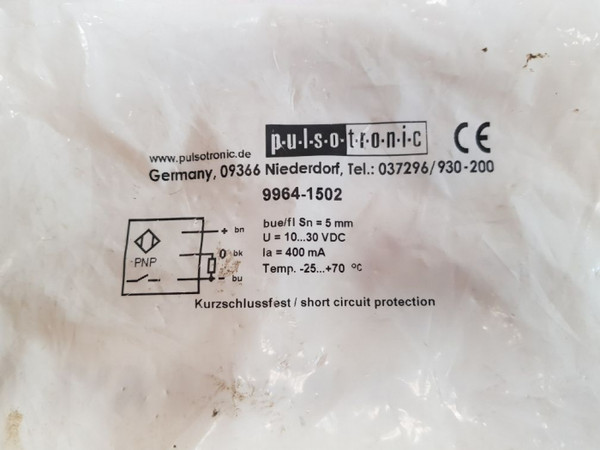 p·u·l·s·o·t·r·o·n·i·c CE
www.pulsotronic.de
Germany, 09366 Niederdorf, Tel.: 037296/930-200
9964-1502
bue/fl Sn = 5 mm
U = 10...30 VDC
Ia = 400 mA
Temp. -25...+70 °C
+ bn
0 bk
PNP
- bu
Kurzschlussfest / short circuit protection